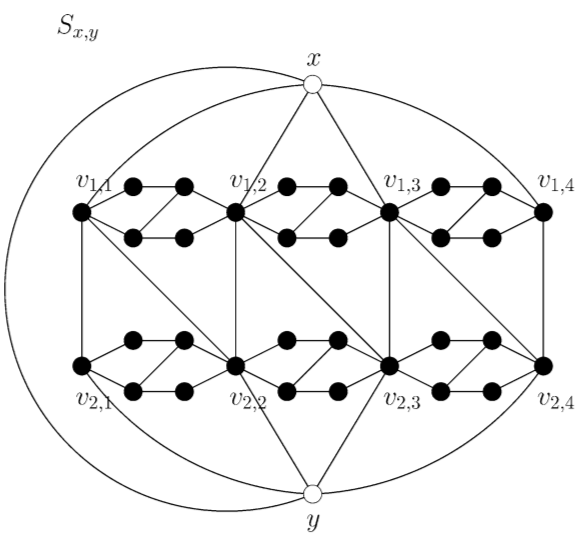 S_{x,y}
x
v_{1,1} v_{1,2} v_{1,3} v_{1,4}
v_{2,1} v_{2,2} v_{2,3} v_{2,4}
y